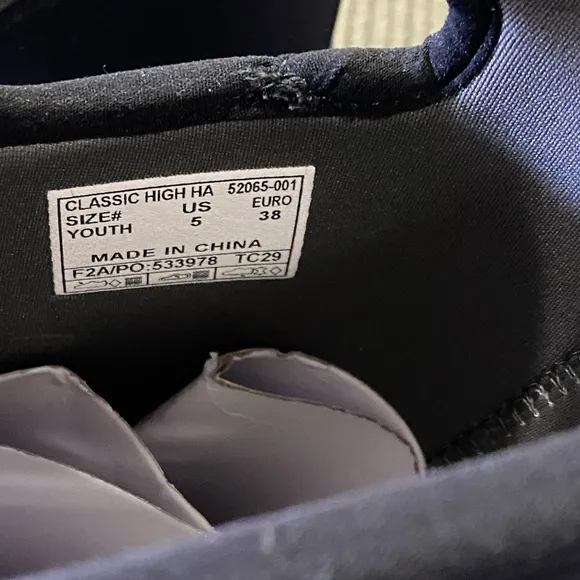 CLASSIC HIGH HA 52065-001
SIZE# US EURO
YOUTH 5 38
MADE IN CHINA
F2A/PO:533978 TC29